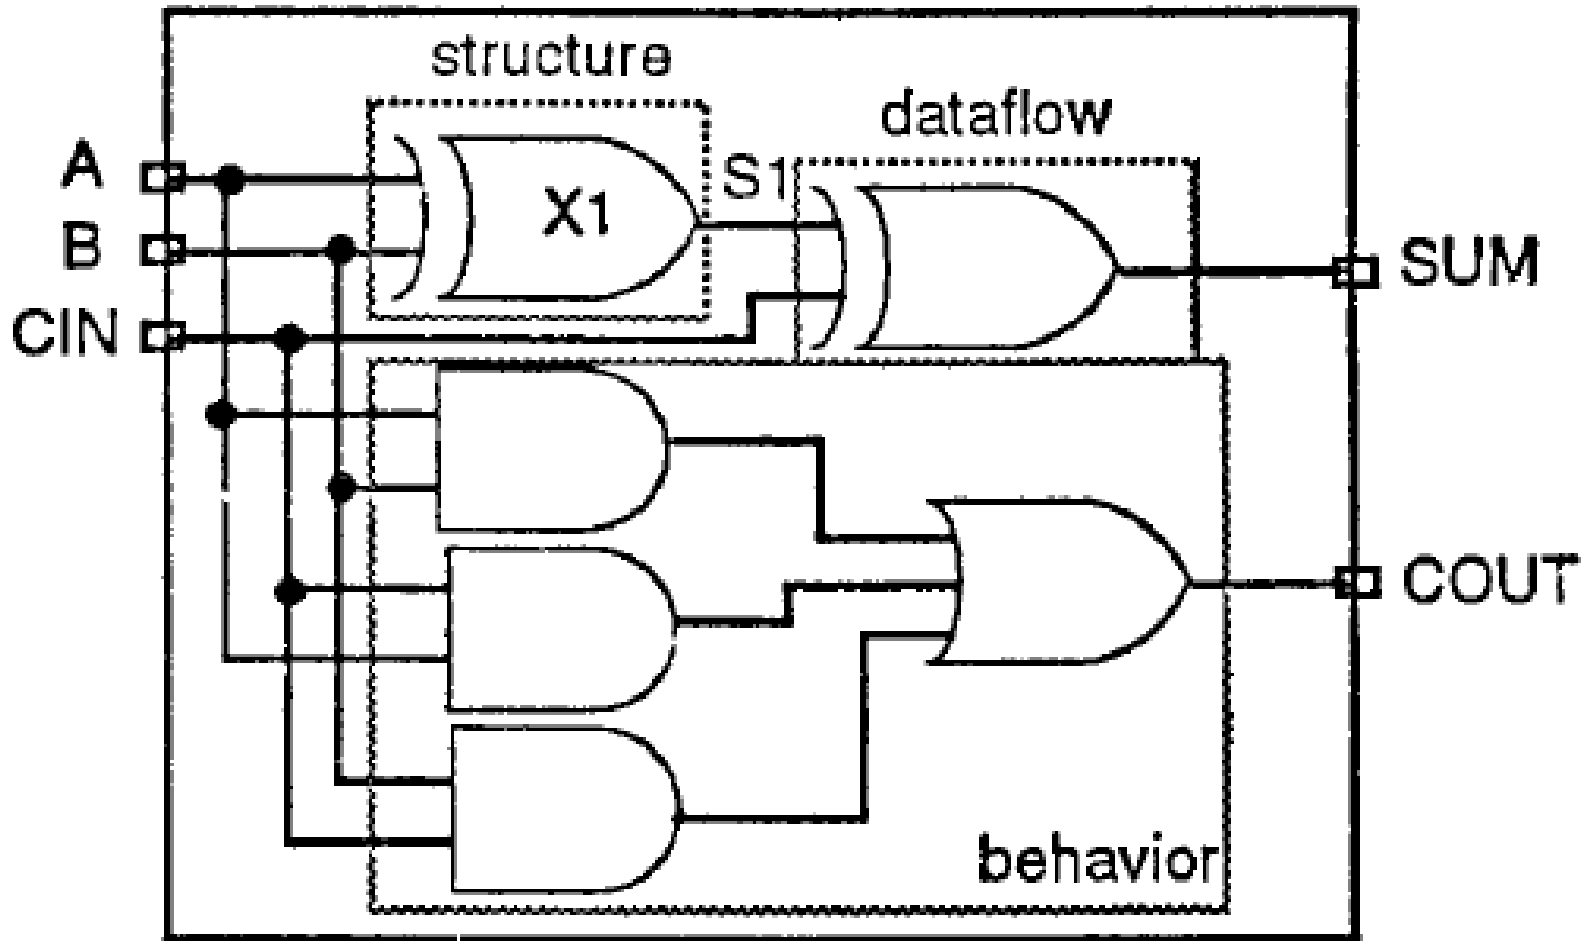 structure
dataflow
A
X1
S1
B
SUM
CIN
COUT
behavior